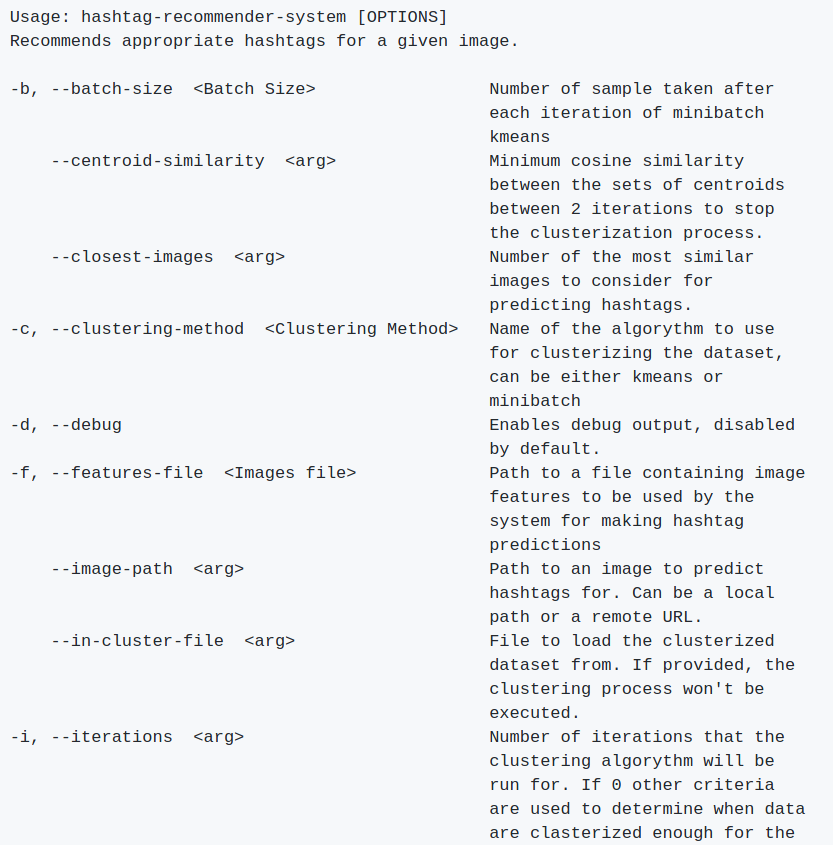 Usage: hashtag-recommender-system [OPTIONS]
Recommends appropriate hashtags for a given image.
-b, --batch-size  <Batch Size>                 Number of sample taken after
                                               each iteration of minibatch
                                               kmeans
    --centroid-similarity  <arg>               Minimum cosine similarity
                                               between the sets of centroids
                                               between 2 iterations to stop
                                               the clusterization process.
    --closest-images  <arg>                    Number of the most similar
                                               images to consider for
                                               predicting hashtags.
-c, --clustering-method  <Clustering Method>   Name of the algorythm to use
                                               for clusterizing the dataset,
                                               can be either kmeans or
                                               minibatch
-d, --debug                                    Enables debug output, disabled
                                               by default.
-f, --features-file  <Images file>             Path to a file containing image
                                               features to be used by the
                                               system for making hashtag
                                               predictions
    --image-path  <arg>                        Path to an image to predict
                                               hashtags for. Can be a local
                                               path or a remote URL.
    --in-cluster-file  <arg>                   File to load the clusterized
                                               dataset from. If provided, the
                                               clustering process won't be
                                               executed.
-i, --iterations  <arg>                        Number of iterations that the
                                               clustering algorythm will be
                                               run for. If 0 other criteria
                                               are used to determine when data
                                               are clasterized enough for the